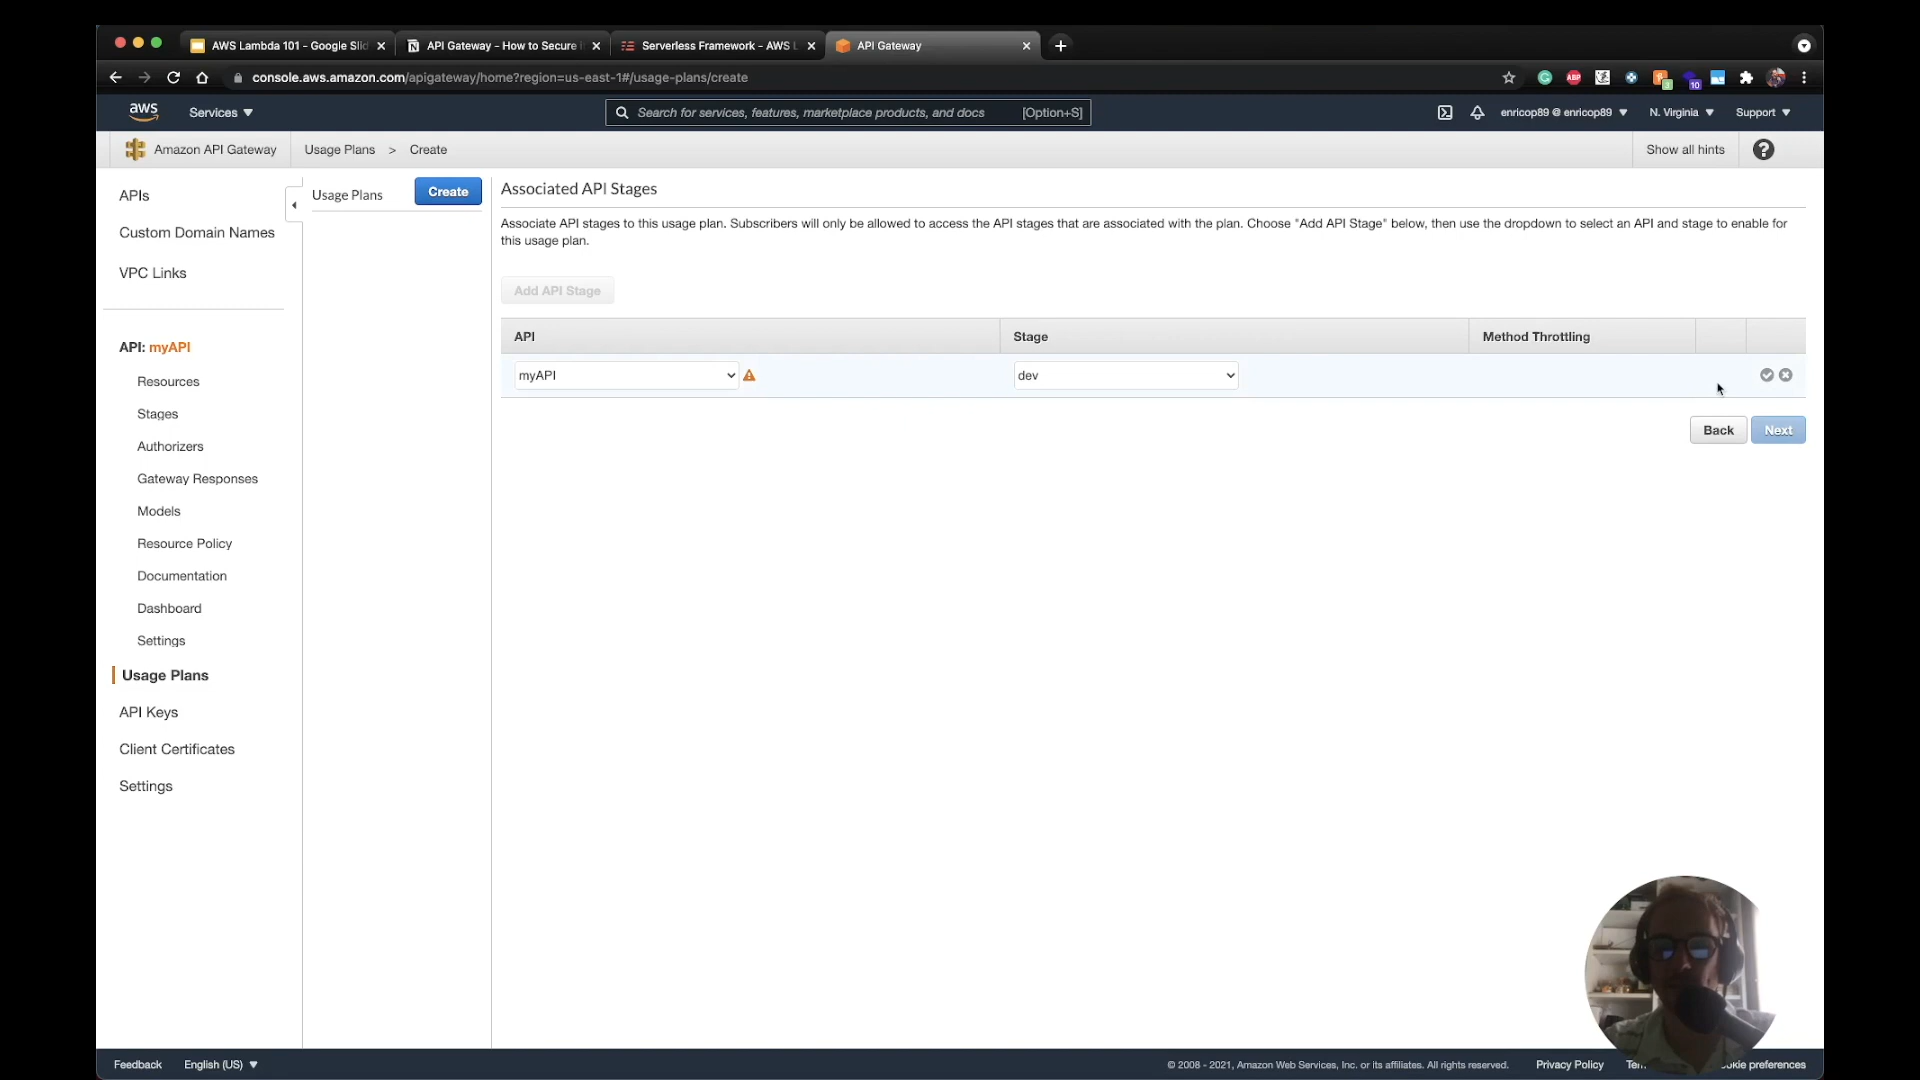 AWS Lambda 101 - Google Slid
API Gateway - How to Secure
Serverless Framework - AWS L
API Gateway
console.aws.amazon.com/apigateway/home?region=us-east-1#/usage-plans/create
ABP
10
aws
Services
Search for services, features, marketplace products, and docs
[Option+S]
enricop89 @ enricop89
N. Virginia
Support
Amazon API Gateway
Usage Plans > Create
Show all hints
?
APIs
Custom Domain Names
VPC Links
API: myAPI
Resources
Stages
Authorizers
Gateway Responses
Models
Resource Policy
Documentation
Dashboard
Settings
Usage Plans
API Keys
Client Certificates
Settings
Usage Plans
Create
Associated API Stages
Associate API stages to this usage plan. Subscribers will only be allowed to access the API stages that are associated with the plan. Choose "Add API Stage" below, then use the dropdown to select an API and stage to enable for
this usage plan.
Add API Stage
API
Stage
Method Throttling
myAPI
dev
Back
Next
Feedback
English (US)
© 2008 - 2021, Amazon Web Services, Inc. or its affiliates. All rights reserved.
Privacy Policy
preferences